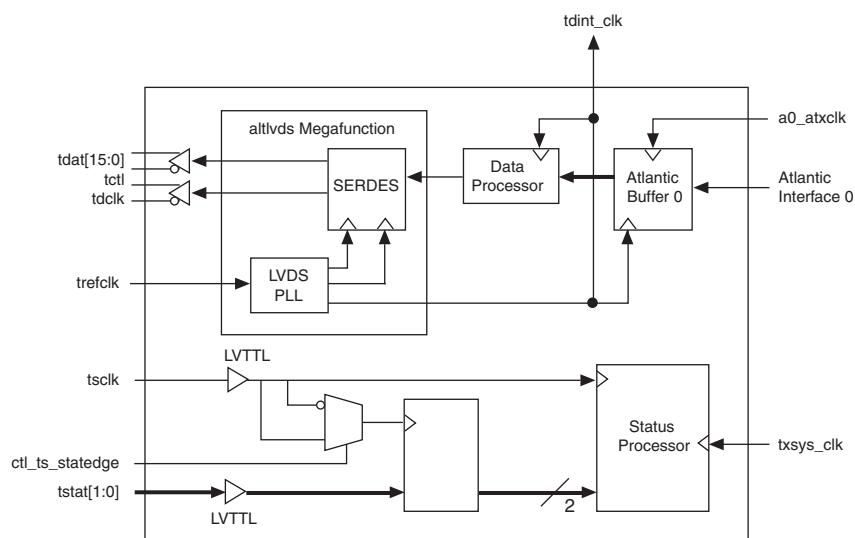 tdint_clk
altlvds Megafunction
a0_atxclk
tdat[15:0]
tctl
tdclk
SERDES
Data
Processor
Atlantic
Buffer 0
Atlantic
Interface 0
trefclk
LVDS
PLL
LVTTL
tsclk
Status
Processor
txsys_clk
ctl_ts_statedge
tstat[1:0]
LVTTL
2